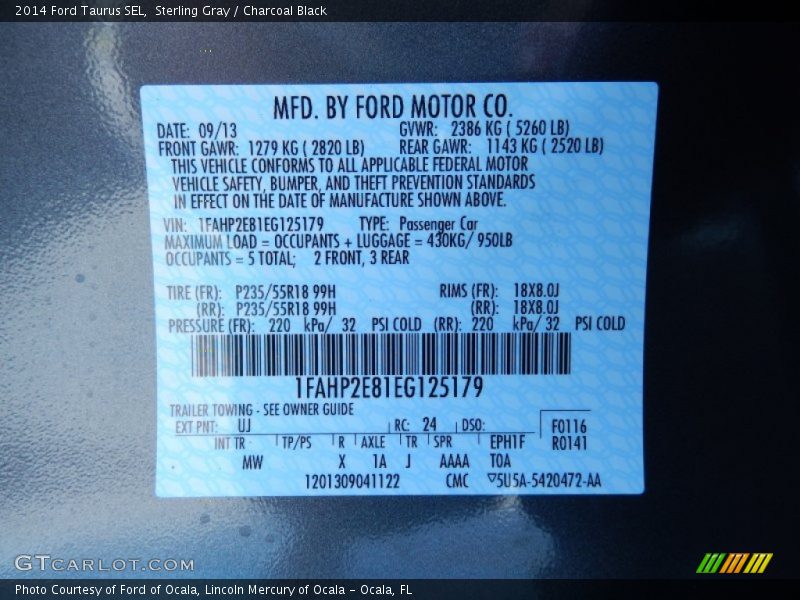 2014 Ford Taurus SEL, Sterling Gray / Charcoal Black
MFD. BY FORD MOTOR CO.
DATE: 09/13 GVWR: 2386 KG ( 5260 LB)
FRONT GAWR: 1279 KG ( 2820 LB) REAR GAWR: 1143 KG ( 2520 LB)
THIS VEHICLE CONFORMS TO ALL APPLICABLE FEDERAL MOTOR
VEHICLE SAFETY, BUMPER, AND THEFT PREVENTION STANDARDS
IN EFFECT ON THE DATE OF MANUFACTURE SHOWN ABOVE.
VIN: 1FAHP2E81EG125179 TYPE: Passenger Car
MAXIMUM LOAD = OCCUPANTS + LUGGAGE = 430KG/ 950LB
OCCUPANTS = 5 TOTAL; 2 FRONT, 3 REAR
TIRE (FR): P235/55R18 99H RIMS (FR): 18X8.0J
(RR): P235/55R18 99H (RR): 18X8.0J
PRESSURE (FR): 220 kPa/ 32 PSI COLD (RR): 220 kPa/ 32 PSI COLD
1FAHP2E81EG125179
TRAILER TOWING - SEE OWNER GUIDE
EXT PNT: UJ RC: 24 DSO: F0116
INT TR TP/PS R AXLE TR SPR EPH1F R0141
MW X 1A J AAAA T0A
1201309041122 CMC ▽5U5A-5420472-AA
GTCARLOT.COM
Photo Courtesy of Ford of Ocala, Lincoln Mercury of Ocala - Ocala, FL